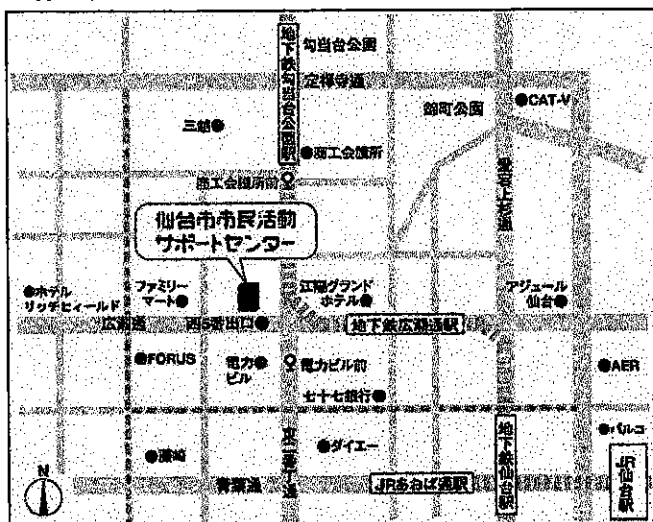 地下鉄勾当台公園駅
勾当台公園
定禅寺通
錦町公園
●CAT-V
三越●
●商工会議所
商工会議所前
愛宕上杉通
仙台市市民活動
サポートセンター
●ホテル
リッチヒィールド
ファミリー
マート●
江陽グランド
ホテル●
アジュール
仙台●
広瀬通
西5番出口●
地下鉄広瀬通駅
●FORUS
電力●
ビル
電力ビル前
●AER
七十七銀行●
●パルコ
●藤崎
東二番丁通
●ダイエー
地下鉄仙台駅
JR仙台駅
青葉通
JRあおば通駅
N